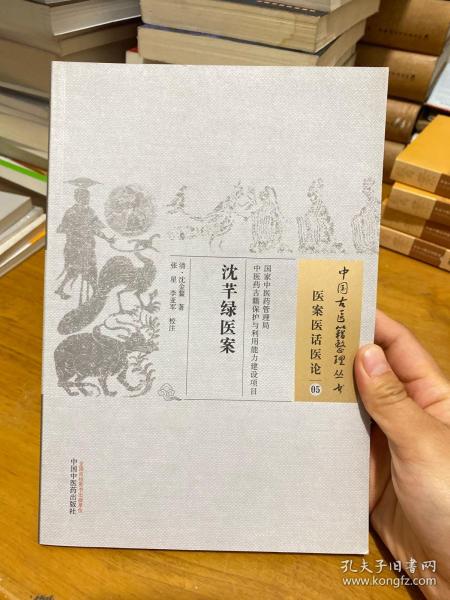 中国古医籍整理丛书
医案医话医论
05
国家中医药管理局
中医药古籍保护与利用能力建设项目
沈芊绿医案
清·沈金鳌 著
张星 李亚军 校注
中国中医药出版社
孔夫子旧书网
www.kongfz.com